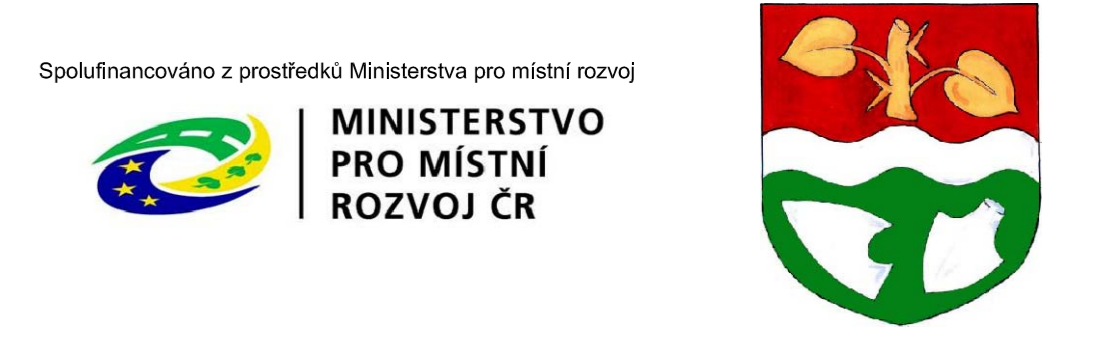 Spolufinancováno z prostředků Ministerstva pro místní rozvoj
MINISTERSTVO
PRO MÍSTNÍ
ROZVOJ ČR